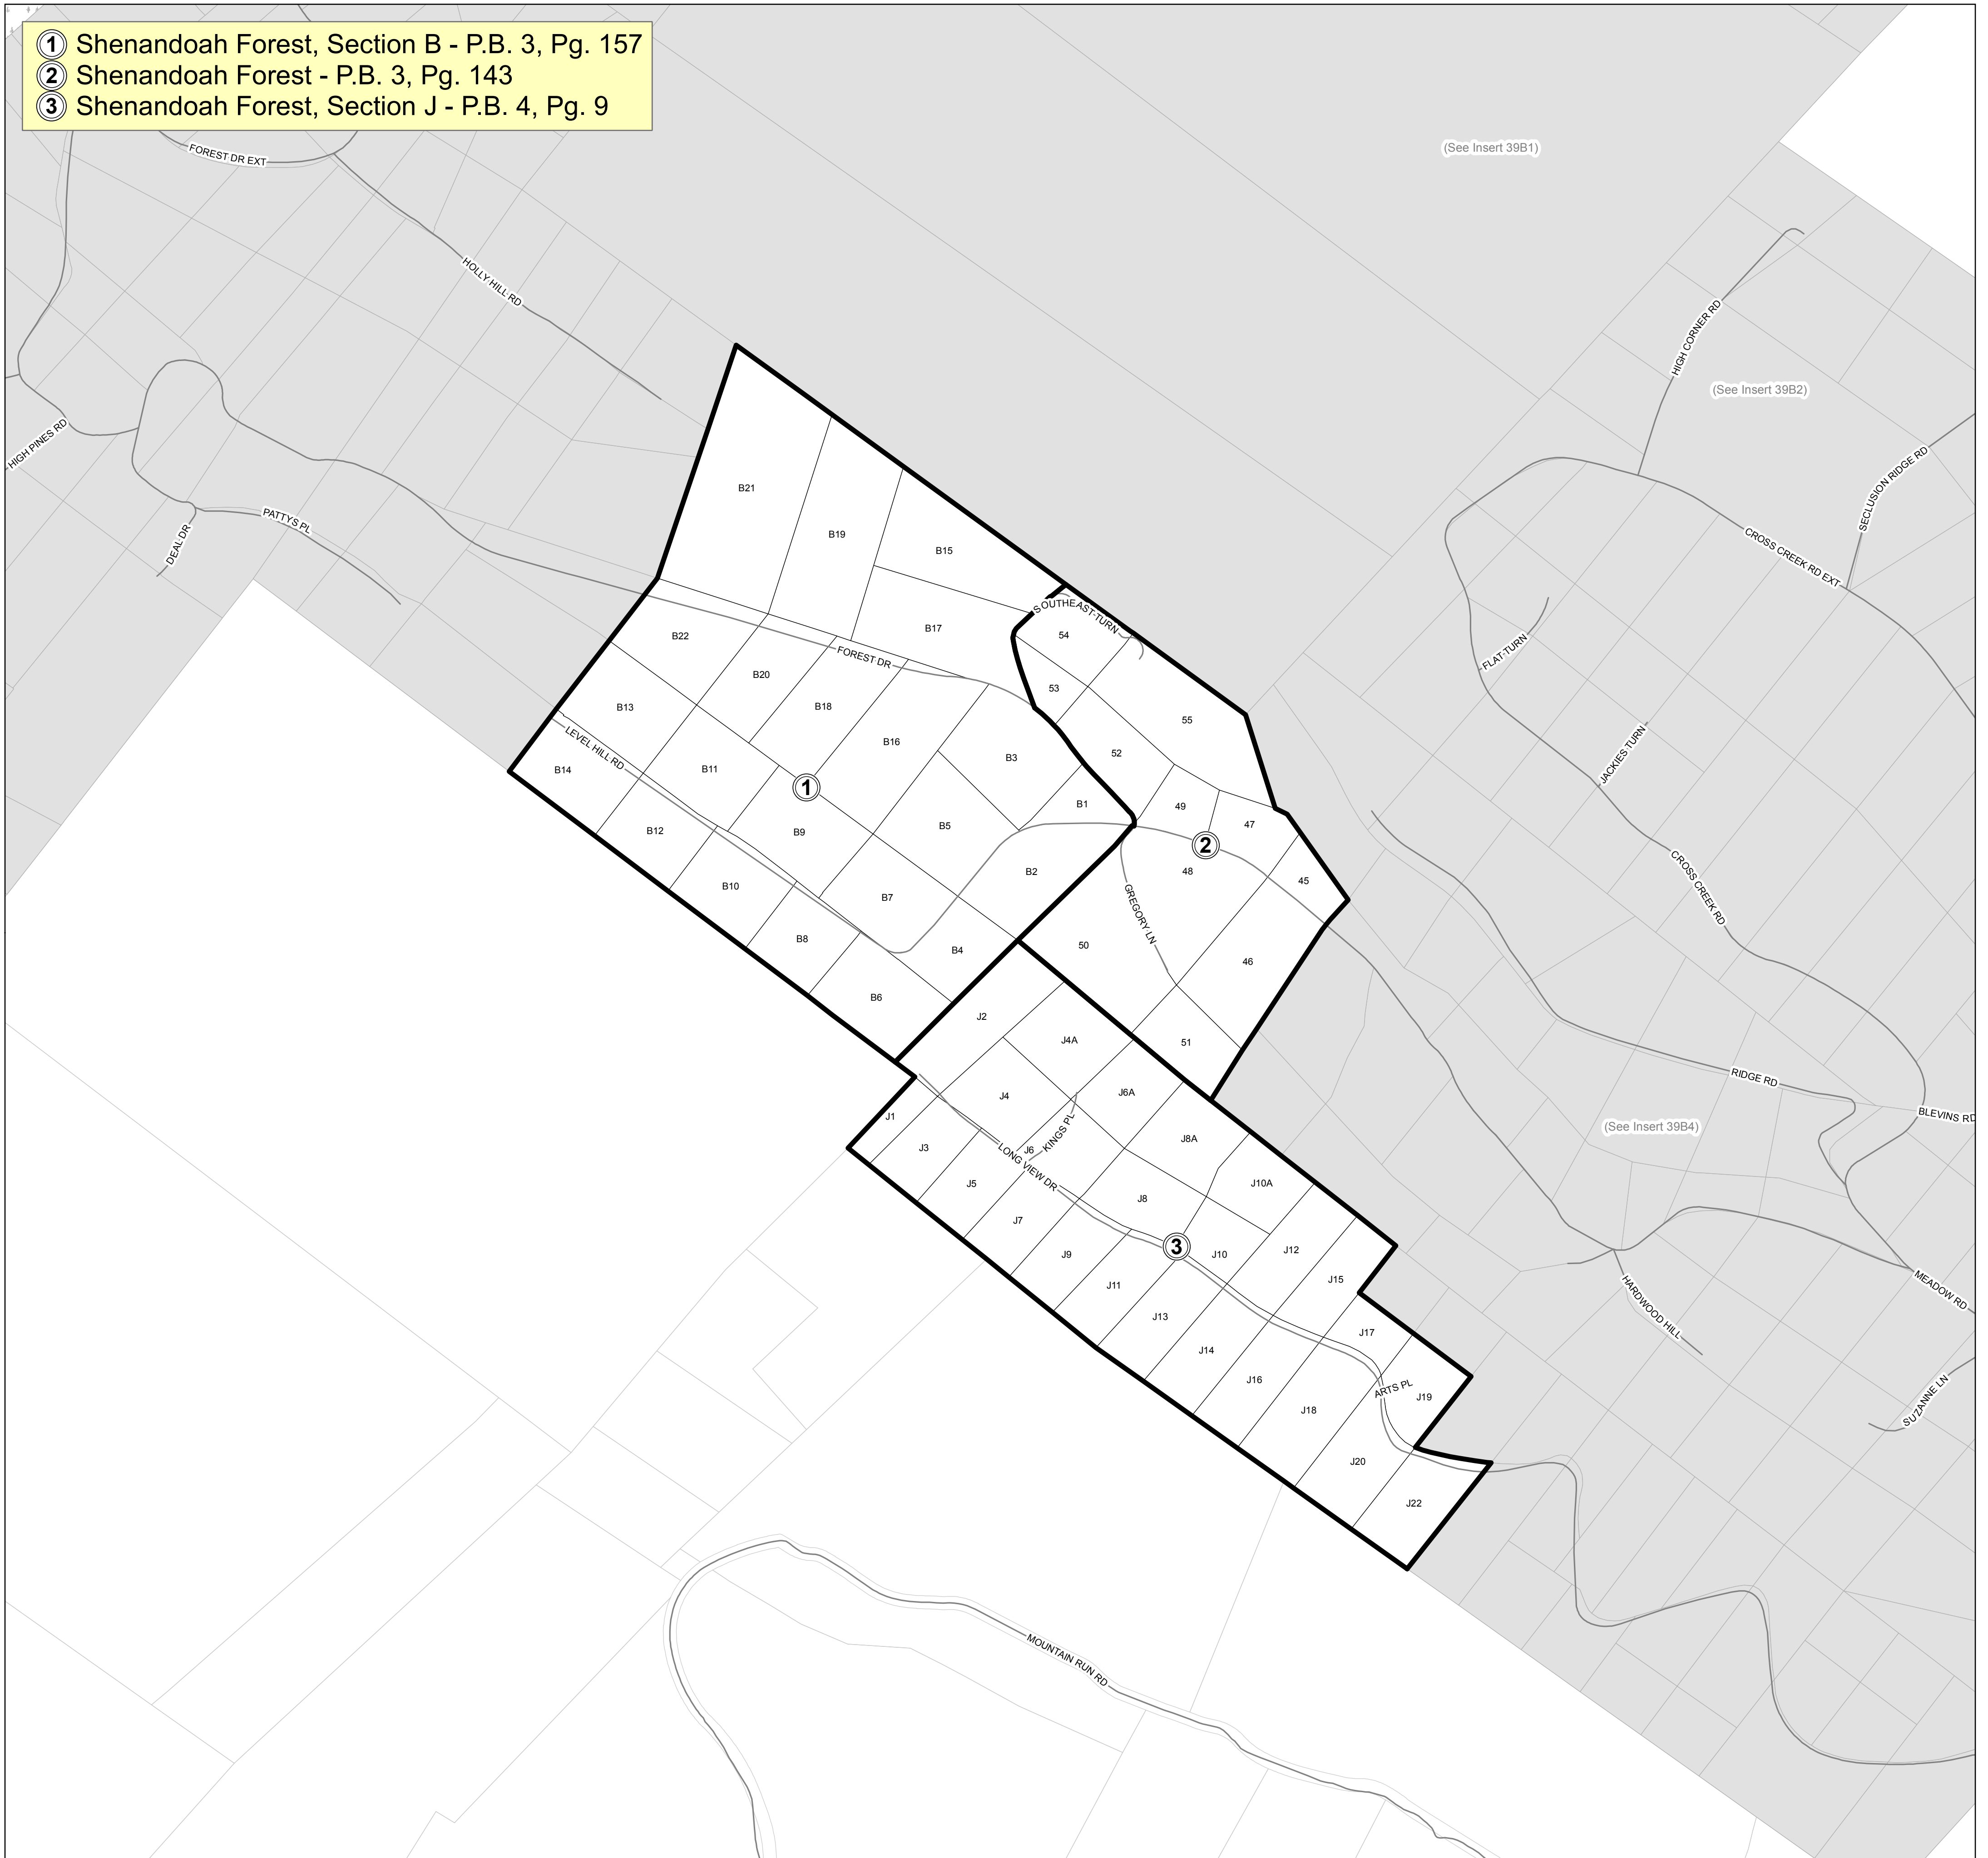 1 Shenandoah Forest, Section B - P.B. 3, Pg. 157
2 Shenandoah Forest - P.B. 3, Pg. 143
3 Shenandoah Forest, Section J - P.B. 4, Pg. 9
FOREST DR EXT
(See Insert 39B1)
HOLLY HILL RD
HIGH CORNER RD
(See Insert 39B2)
HIGH PINES RD
SECLUSION RIDGE RD
B21
PATTYS PL
DEAL DR
B19
B15
CROSS CREEK RD EXT
SOUTHEAST TURN
B22
B17
54
FLAT TURN
FOREST DR
B20
53
B13
B18
55
LEVEL HILL RD
B16
B3
52
JACKIES TURN
B14
B11
1
B1
49
47
B12
B9
B5
2
B10
B2
48
45
CROSS CREEK RD
B7
GREGORY LN
B8
B4
50
46
B6
J2
J4A
51
RIDGE RD
J1
J4
J6A
BLEVINS RD
(See Insert 39B4)
J3
J6
KINGS PL
J8A
LONG VIEW DR
J5
J10A
J7
J8
J9
3
J10
J12
J11
J15
MEADOW RD
J13
HARDWOOD HILL
J14
J17
J16
ARTS PL
J19
SUZANNE LN
J18
J20
J22
MOUNTAIN RUN RD